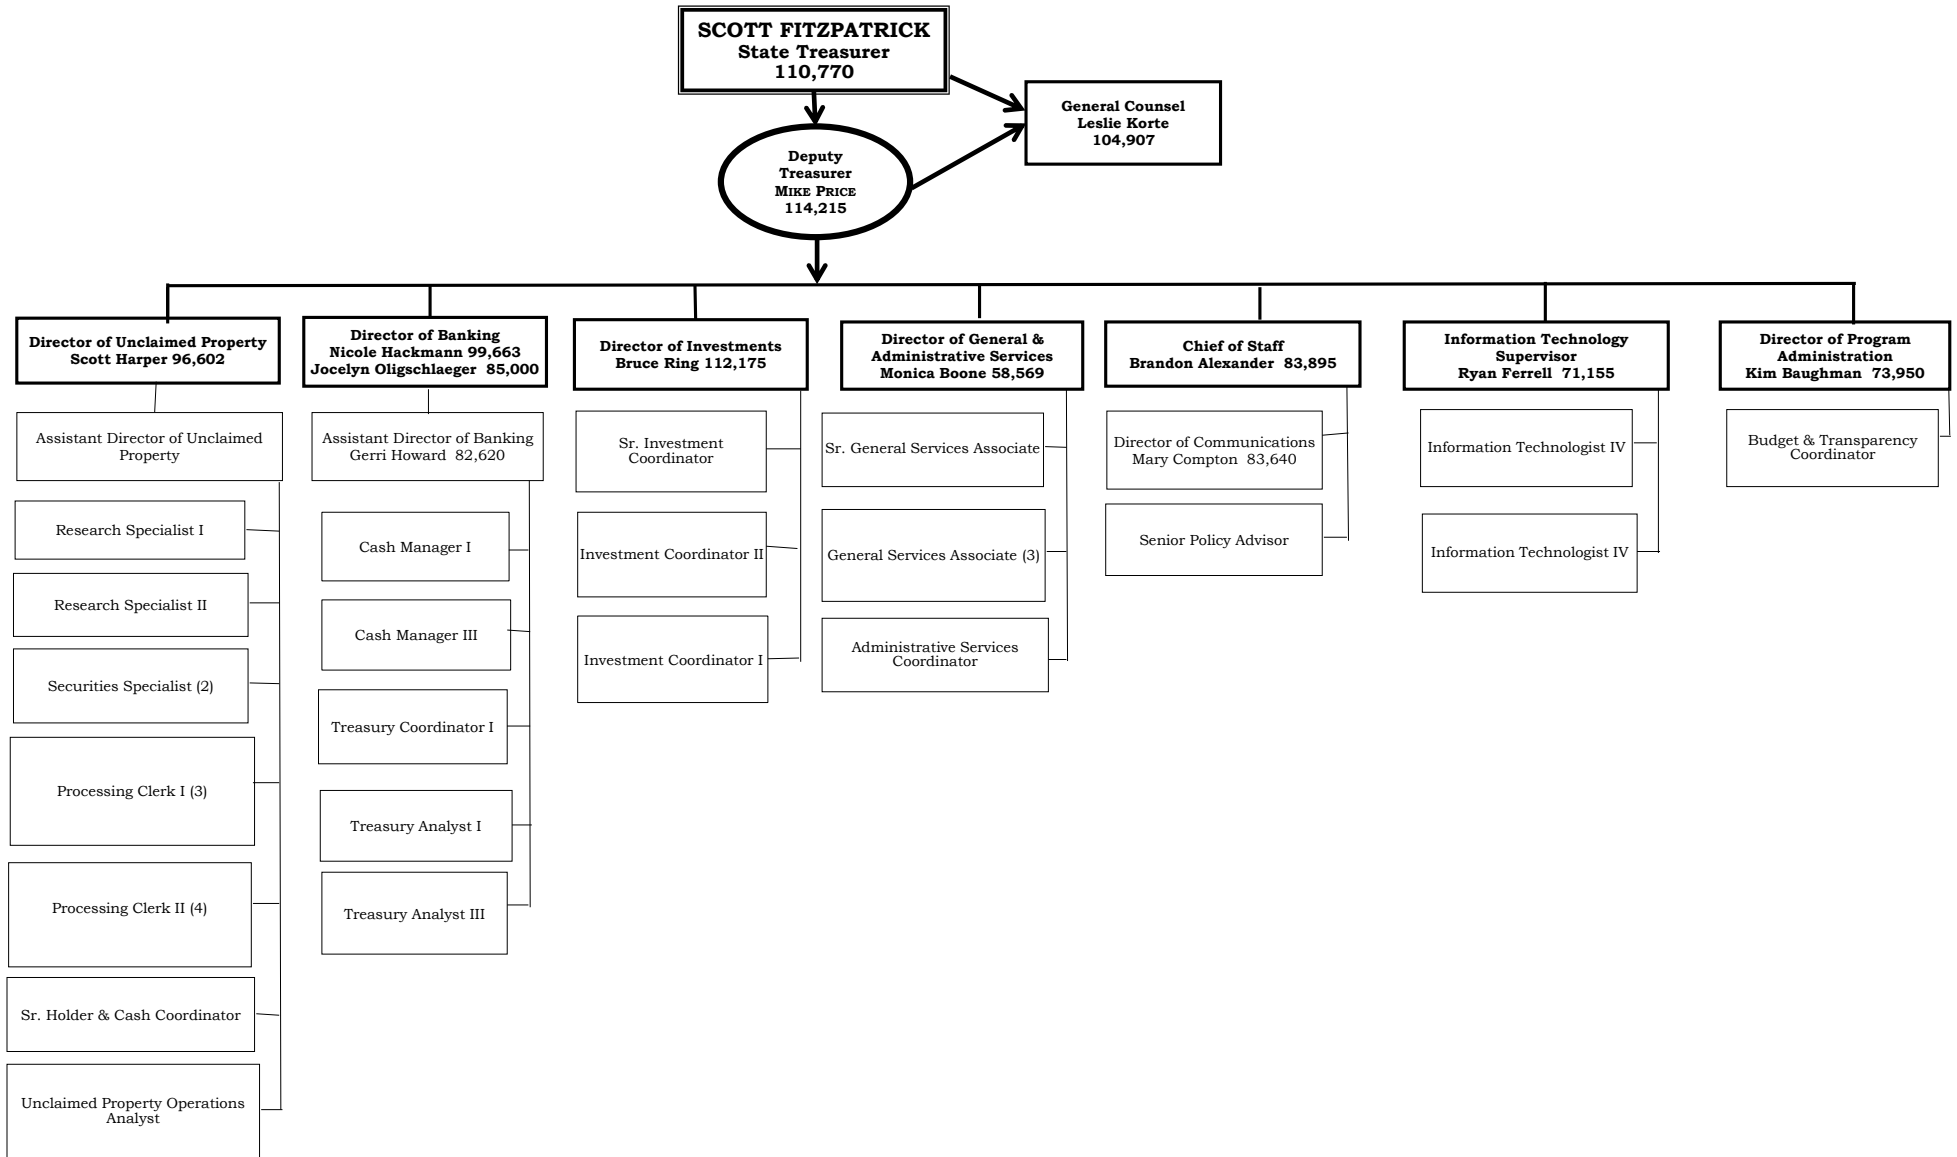 SCOTT FITZPATRICK
State Treasurer
110,770
General Counsel
Leslie Korte
104,907
Deputy
Treasurer
MIKE PRICE
114,215
Director of Unclaimed Property
Scott Harper 96,602
Director of Banking
Nicole Hackmann 99,663
Jocelyn Oligschlaeger 85,000
Director of Investments
Bruce Ring 112,175
Director of General &
Administrative Services
Monica Boone 58,569
Chief of Staff
Brandon Alexander 83,895
Information Technology
Supervisor
Ryan Ferrell 71,155
Director of Program
Administration
Kim Baughman 73,950
Assistant Director of Unclaimed
Property
Research Specialist I
Research Specialist II
Securities Specialist (2)
Processing Clerk I (3)
Processing Clerk II (4)
Sr. Holder & Cash Coordinator
Unclaimed Property Operations
Analyst
Assistant Director of Banking
Gerri Howard 82,620
Cash Manager I
Cash Manager III
Treasury Coordinator I
Treasury Analyst I
Treasury Analyst III
Sr. Investment
Coordinator
Investment Coordinator II
Investment Coordinator I
Sr. General Services Associate
General Services Associate (3)
Administrative Services
Coordinator
Director of Communications
Mary Compton 83,640
Senior Policy Advisor
Information Technologist IV
Information Technologist IV
Budget & Transparency
Coordinator